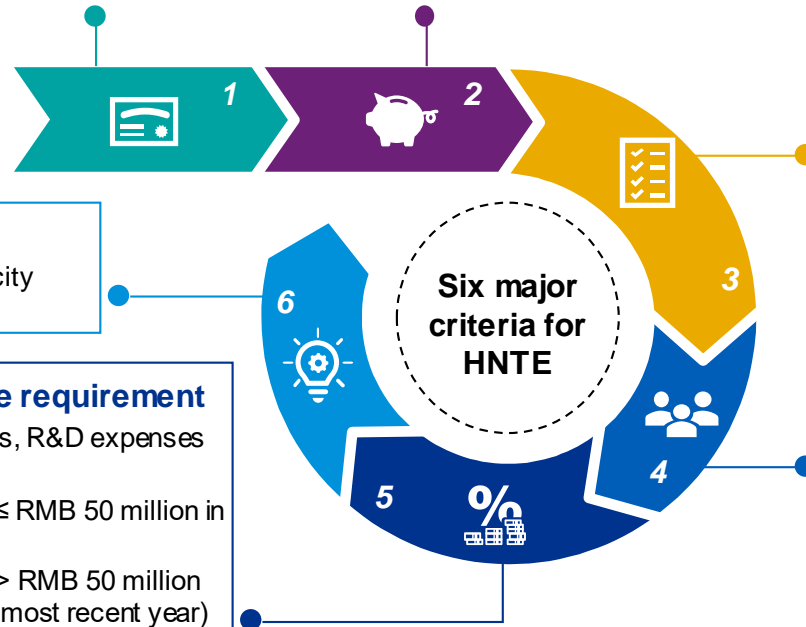 1
2
3
4
5
6
Six major
criteria for
HNTE
city
e requirement
s, R&D expenses
≤ RMB 50 million in
> RMB 50 million
most recent year)
%